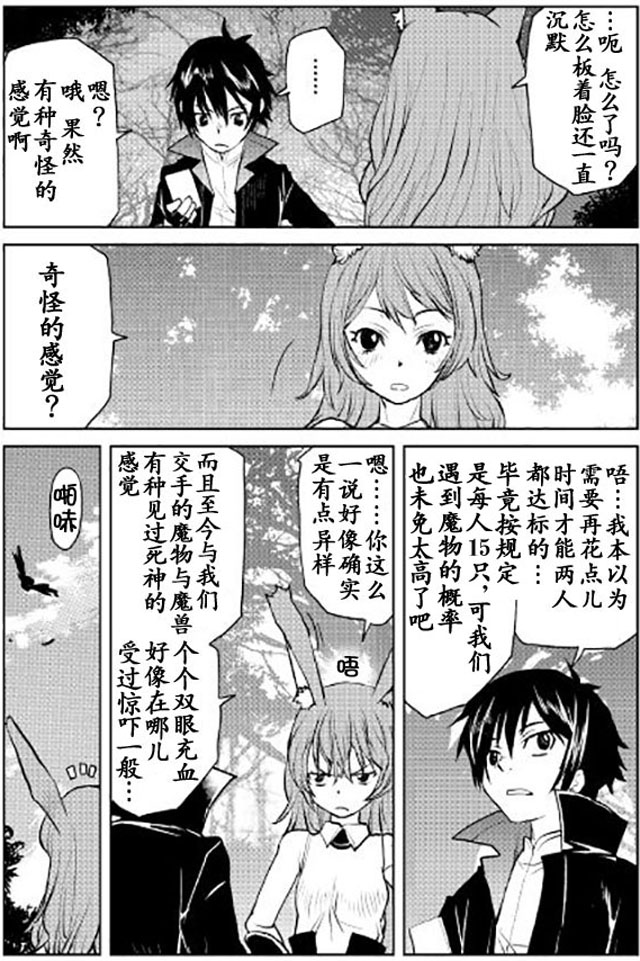 …呃 怎么了吗？
怎么板着脸还一直
沉默
……
嗯？
哦 果然
有种奇怪的
感觉啊
奇怪的感觉？
唔…我本以为
需要再花点儿
时间才能两人
都达标的…
毕竟按规定
是每人15只，可我们
遇到魔物的概率
也未免太高了吧
嗯……你这么
一说好像确实
是有点异样
唔
而且至今与我们
交手的魔物与魔兽
有种见过死神的
感觉
个个双眼充血
好像在哪儿
受过惊吓一般…
啪咔